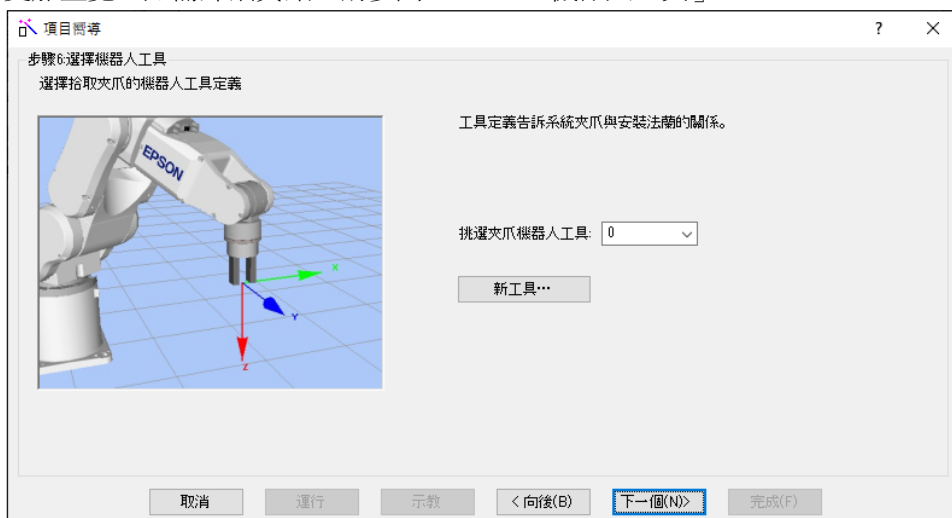 項目嚮導
?
步驟6:選擇機器人工具
選擇拾取夾爪的機器人工具定義
EPSON
X
Y
Z
工具定義告訴系統夾爪與安裝法蘭的關係。
挑選夾爪機器人工具: 0
新工具…
取消
運行
示教
< 向後(B)
下一個(N)>
完成(F)